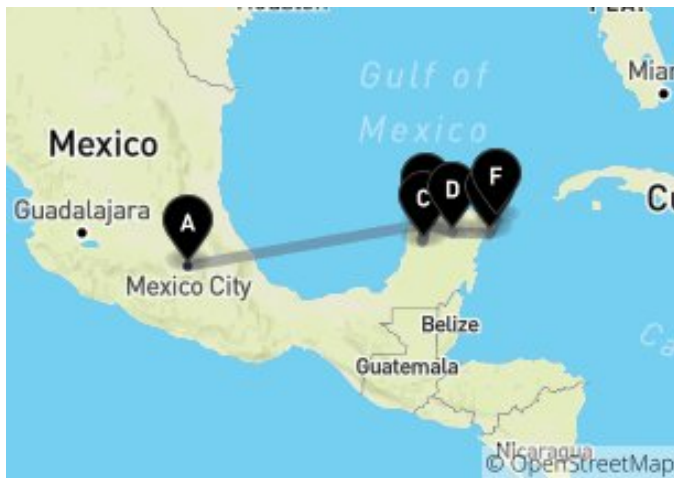 Gulf of
Mexico
Mexico
Guadalajara
A
C
D
F
Mexico City
Belize
Guatemala
Nicaragua
© OpenStreetMap